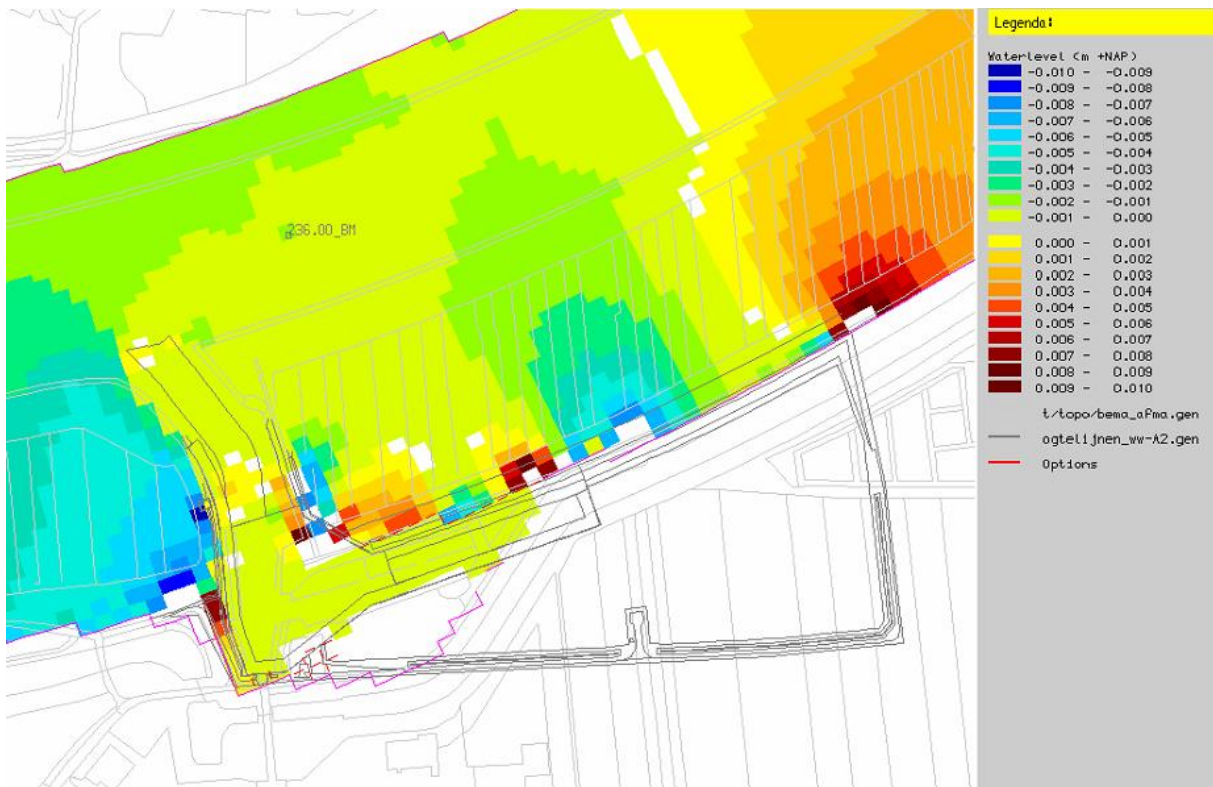 Legenda:
Waterlevel (m +NAP)
-0.010 - -0.009
-0.009 - -0.008
-0.008 - -0.007
-0.007 - -0.006
-0.006 - -0.005
-0.005 - -0.004
-0.004 - -0.003
-0.003 - -0.002
-0.002 - -0.001
-0.001 - 0.000
0.000 - 0.001
0.001 - 0.002
0.002 - 0.003
0.003 - 0.004
0.004 - 0.005
0.005 - 0.006
0.006 - 0.007
0.007 - 0.008
0.008 - 0.009
0.009 - 0.010
t/topo/bema_afma.gen
ogtelijnen_ww-A2.gen
Options
236.00_BM